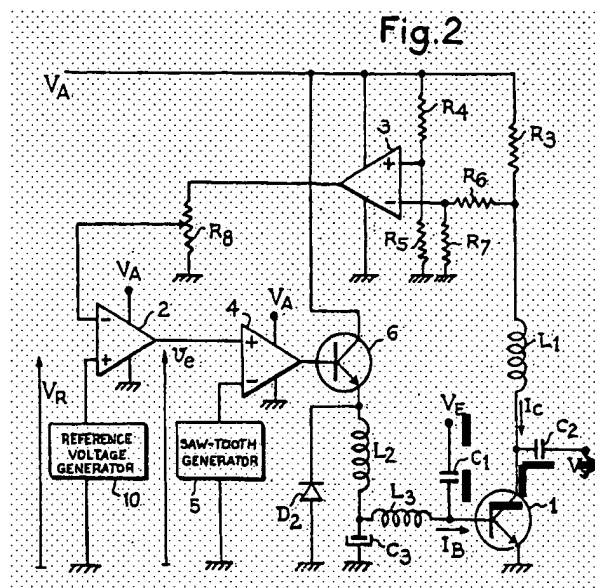 Fig.2
VA
3
R4
R3
R6
R8
R5
R7
VA
2
VA
4
6
L1
ve
VR
VE
IC
C2
REFERENCE VOLTAGE GENERATOR
SAW-TOOTH GENERATOR
L2
C1
10
5
D2
L3
1
C3
IB